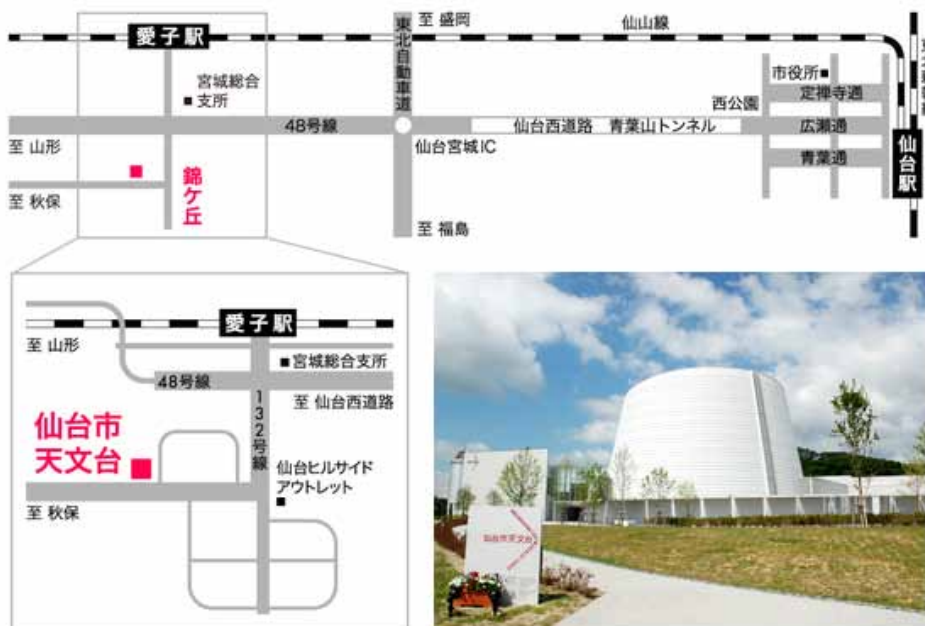 至 盛岡
仙山線
愛子駅
東北自動車道
宮城総合
支所
市役所
定禅寺通
西公園
48号線
仙台西道路 青葉山トンネル
広瀬通
至 山形
仙台宮城IC
青葉通
仙台駅
錦ケ丘
至 秋保
至 福島
愛子駅
至 山形
宮城総合支所
48号線
至 仙台西道路
132号線
仙台市
天文台
仙台ヒルサイド
アウトレット
至 秋保
仙台市天文台